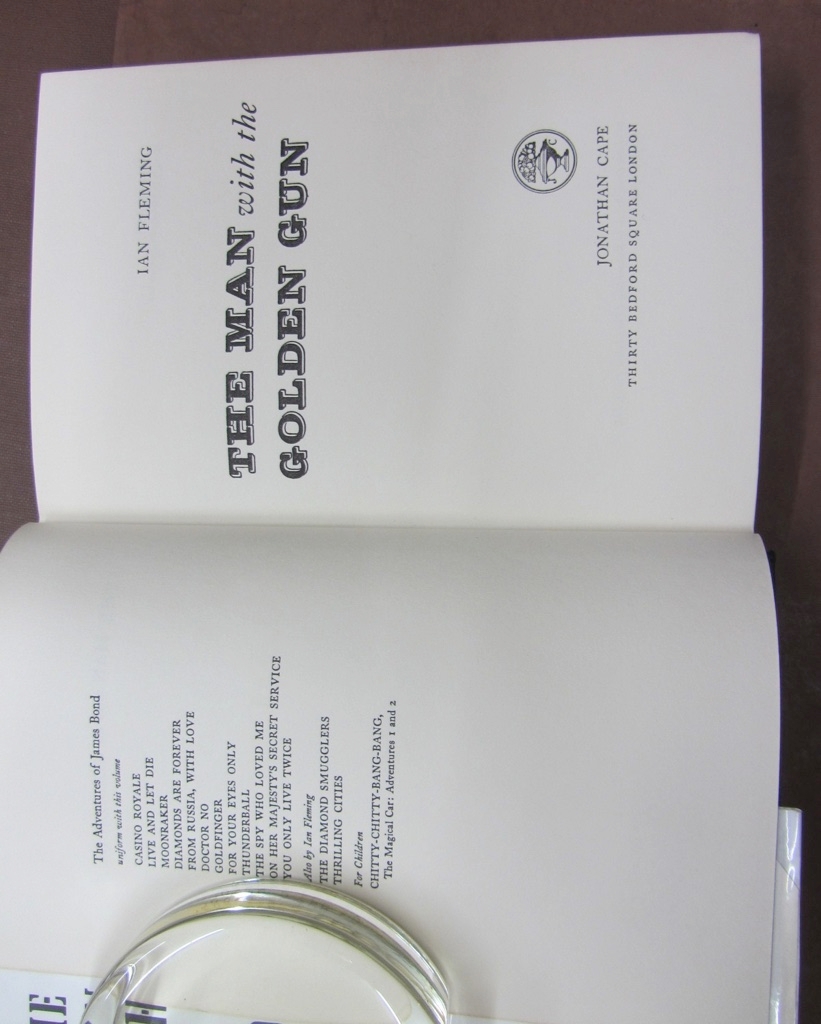 The Adventures of James Bond
uniform with this volume
CASINO ROYALE
LIVE AND LET DIE
MOONRAKER
DIAMONDS ARE FOREVER
FROM RUSSIA, WITH LOVE
DOCTOR NO
GOLDFINGER
FOR YOUR EYES ONLY
THUNDERBALL
THE SPY WHO LOVED ME
ON HER MAJESTY'S SECRET SERVICE
YOU ONLY LIVE TWICE
Also by Ian Fleming
THE DIAMOND SMUGGLERS
THRILLING CITIES
For Children
CHITTY-CHITTY-BANG-BANG,
The Magical Car: Adventures 1 and 2
IAN FLEMING
THE MAN with the
GOLDEN GUN
JONATHAN CAPE
THIRTY BEDFORD SQUARE LONDON